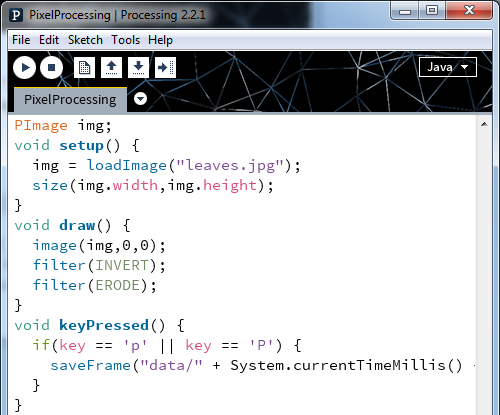 PixelProcessing | Processing 2.2.1
File Edit Sketch Tools Help
Java
PixelProcessing
PImage img;
void setup() {
  img = loadImage("leaves.jpg");
  size(img.width,img.height);
}
void draw() {
  image(img,0,0);
  filter(INVERT);
  filter(ERODE);
}
void keyPressed() {
  if(key == 'p' || key == 'P') {
    saveFrame("data/" + System.currentTimeMillis() +
  }
}